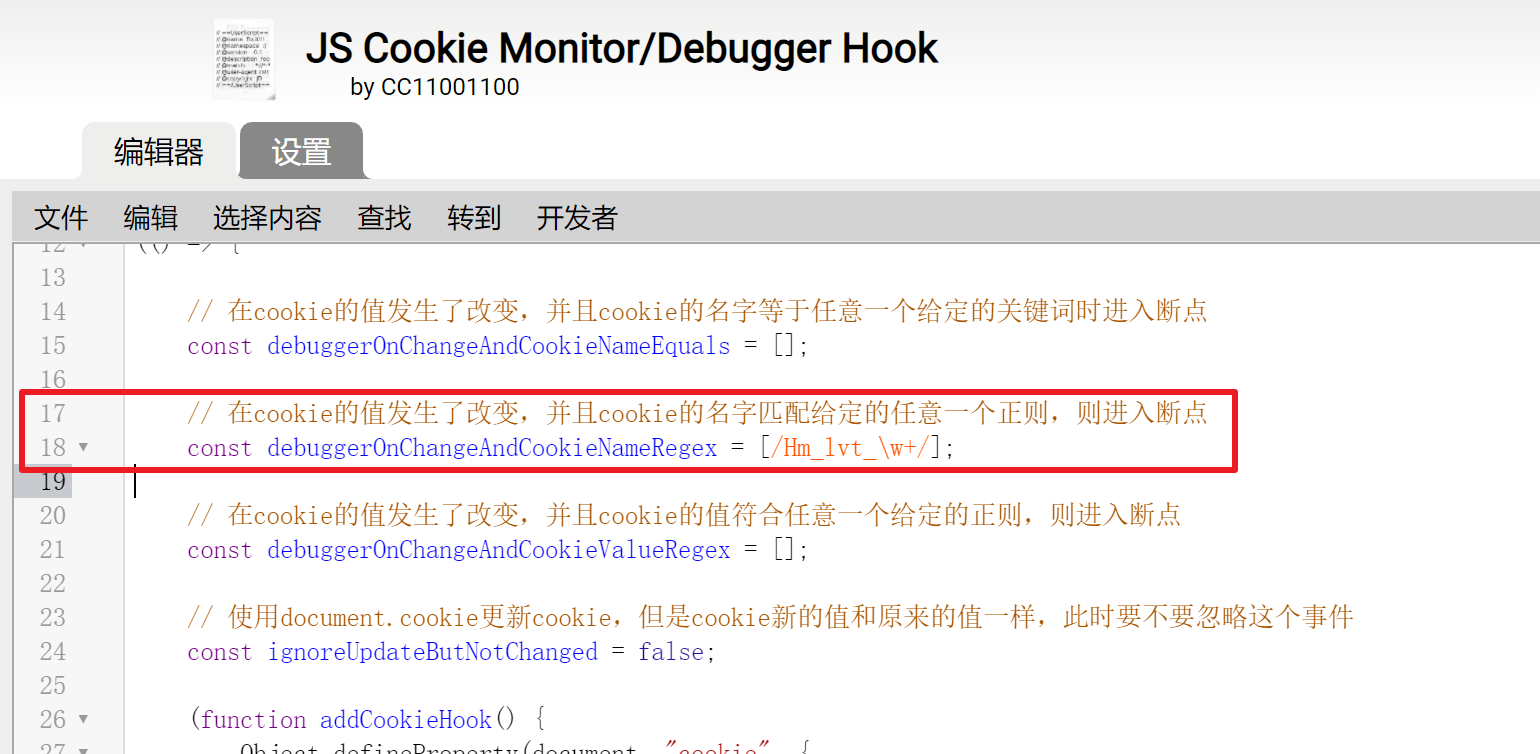 JS Cookie Monitor/Debugger Hook
by CC11001100
编辑器 设置
文件 编辑 选择内容 查找 转到 开发者
12 (() => {
13
14 // 在cookie的值发生了改变，并且cookie的名字等于任意一个给定的关键词时进入断点
15 const debuggerOnChangeAndCookieNameEquals = [];
16
17 // 在cookie的值发生了改变，并且cookie的名字匹配给定的任意一个正则，则进入断点
18 const debuggerOnChangeAndCookieNameRegex = [/Hm_lvt_\w+/];
19
20 // 在cookie的值发生了改变，并且cookie的值符合任意一个给定的正则，则进入断点
21 const debuggerOnChangeAndCookieValueRegex = [];
22
23 // 使用document.cookie更新cookie，但是cookie新的值和原来的值一样，此时要不要忽略这个事件
24 const ignoreUpdateButNotChanged = false;
25
26 (function addCookieHook() {
27 Object.defineProperty(document, "cookie", {